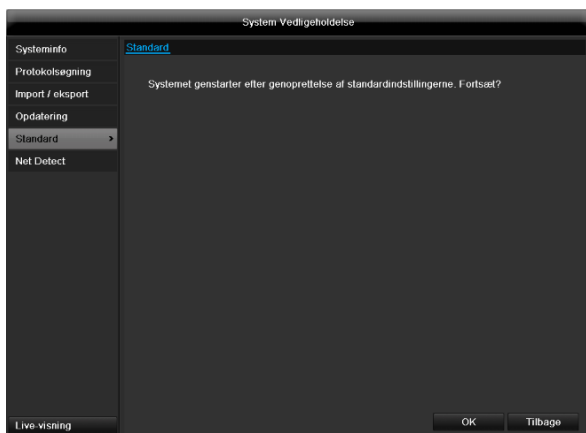 System Vedligeholdelse
Systeminfo
Protokolsøgning
Import / eksport
Opdatering
Standard
Net Detect
Live-visning
Standard
Systemet genstarter efter genoprettelse af standardindstillingerne. Fortsæt?
OK
Tilbage